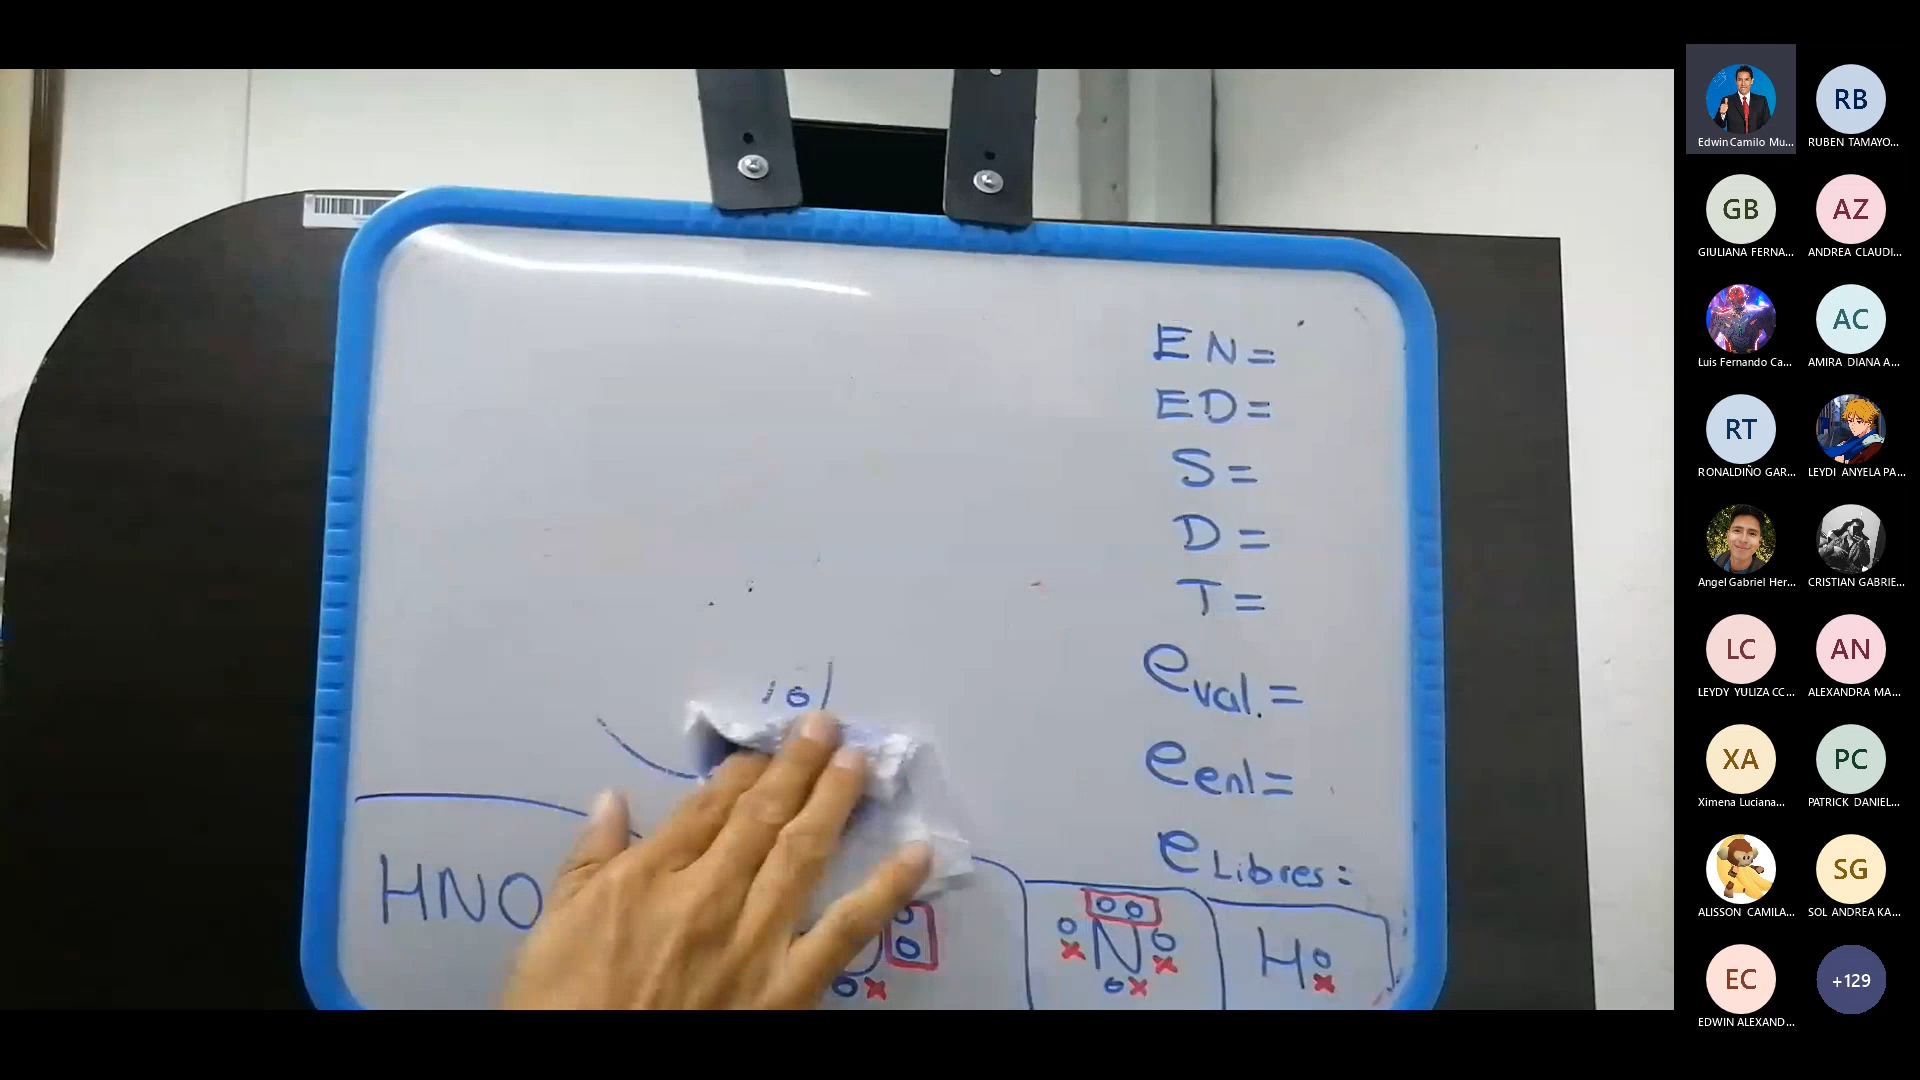 EN=
ED=
S=
D=
T=
eval.=
eenl=
eLibres:
HNO
N
H
Edwin Camilo Mu...
RB
RUBEN TAMAYO...
GB
GIULIANA FERNA...
AZ
ANDREA CLAUDI...
Luis Fernando Ca...
AC
AMIRA DIANA A...
RT
RONALDIÑO GAR...
LEYDI ANYELA PA...
Angel Gabriel Her...
CRISTIAN GABRIE...
LC
LEYDY YULIZA CC...
AN
ALEXANDRA MA...
XA
Ximena Luciana...
PC
PATRICK DANIEL...
ALISSON CAMILA...
SG
SOL ANDREA KA...
EC
EDWIN ALEXAND...
+129